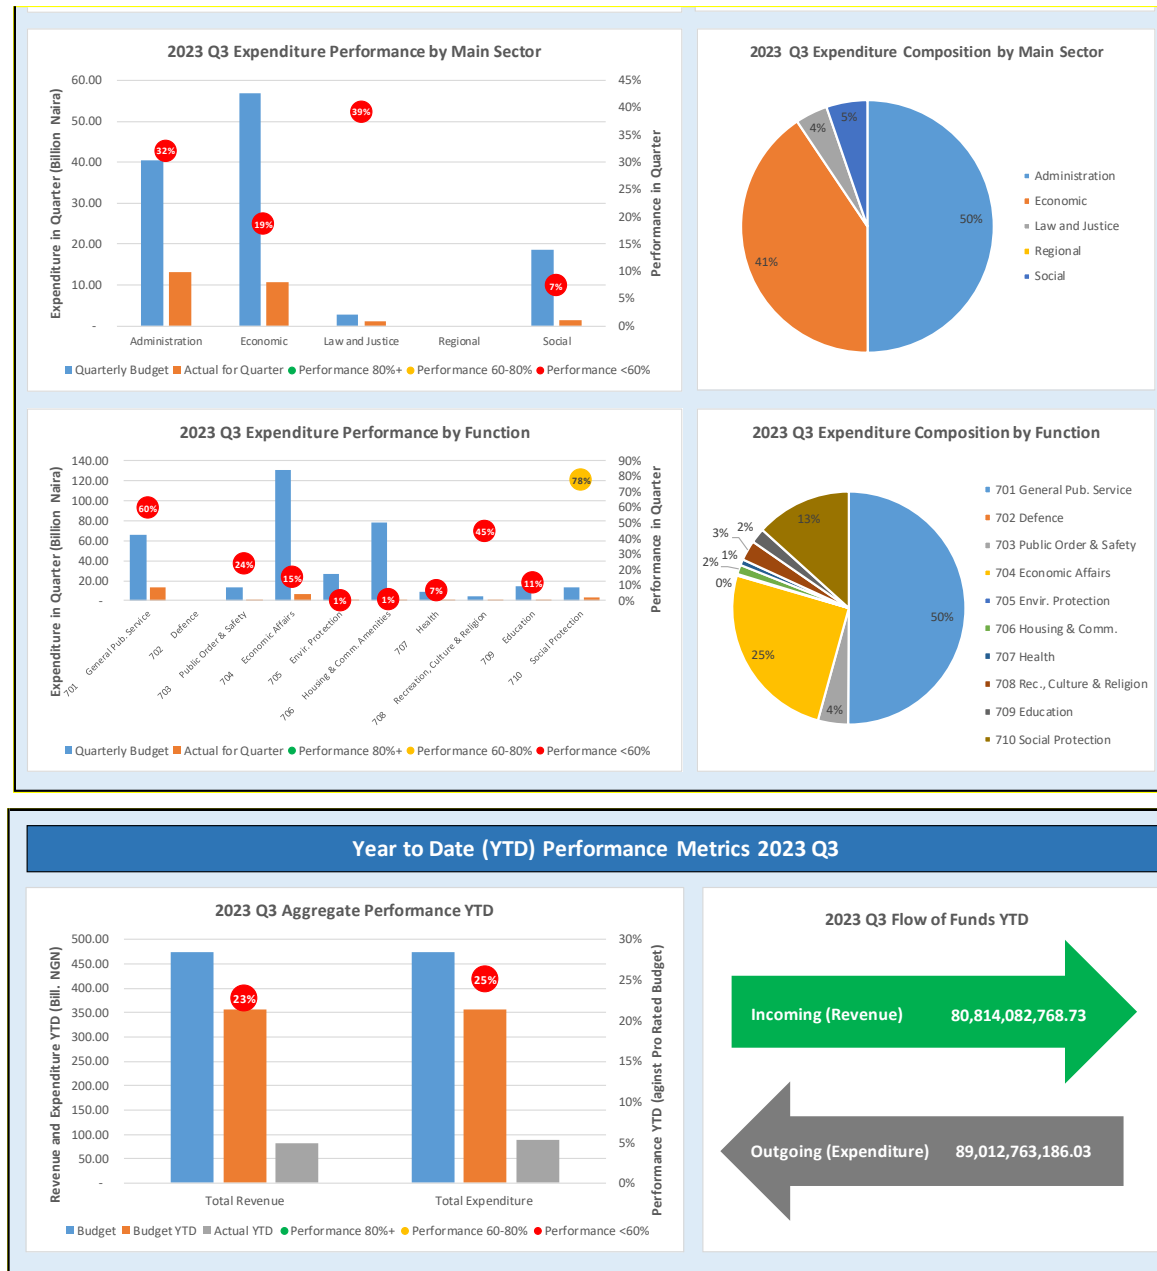 2023 Q3 Expenditure Performance by Main Sector
Expenditure in Quarter (Billion Naira)
60.00
50.00
40.00
30.00
20.00
10.00
-
32%
19%
39%
7%
45%
40%
35%
30%
25%
20%
15%
10%
5%
0%
Performance in Quarter
Administration
Economic
Law and Justice
Regional
Social
Quarterly Budget
Actual for Quarter
Performance 80%+
Performance 60-80%
Performance <60%
2023 Q3 Expenditure Composition by Main Sector
5%
4%
50%
41%
Administration
Economic
Law and Justice
Regional
Social
2023 Q3 Expenditure Performance by Function
Expenditure in Quarter (Billion Naira)
140.00
120.00
100.00
80.00
60.00
40.00
20.00
-
60%
24%
15%
1%
1%
7%
45%
11%
78%
90%
80%
70%
60%
50%
40%
30%
20%
10%
0%
Performance in Quarter
701 General Pub. Service
702 Defence
703 Public Order & Safety
704 Economic Affairs
705 Envir. Protection
706 Housing & Comm. Amenities
707 Health
708 Recreation, Culture & Religion
709 Education
710 Social Protection
Quarterly Budget
Actual for Quarter
Performance 80%+
Performance 60-80%
Performance <60%
2023 Q3 Expenditure Composition by Function
13%
2%
3%
1%
2%
0%
50%
25%
4%
701 General Pub. Service
702 Defence
703 Public Order & Safety
704 Economic Affairs
705 Envir. Protection
706 Housing & Comm.
707 Health
708 Rec., Culture & Religion
709 Education
710 Social Protection
Year to Date (YTD) Performance Metrics 2023 Q3
2023 Q3 Aggregate Performance YTD
Revenue and Expenditure YTD (Bill. NGN)
500.00
450.00
400.00
350.00
300.00
250.00
200.00
150.00
100.00
50.00
-
23%
25%
30%
25%
20%
15%
10%
5%
0%
Performance YTD (aginst Pro Rated Budget)
Total Revenue
Total Expenditure
Budget
Budget YTD
Actual YTD
Performance 80%+
Performance 60-80%
Performance <60%
2023 Q3 Flow of Funds YTD
Incoming (Revenue) 80,814,082,768.73
Outgoing (Expenditure) 89,012,763,186.03